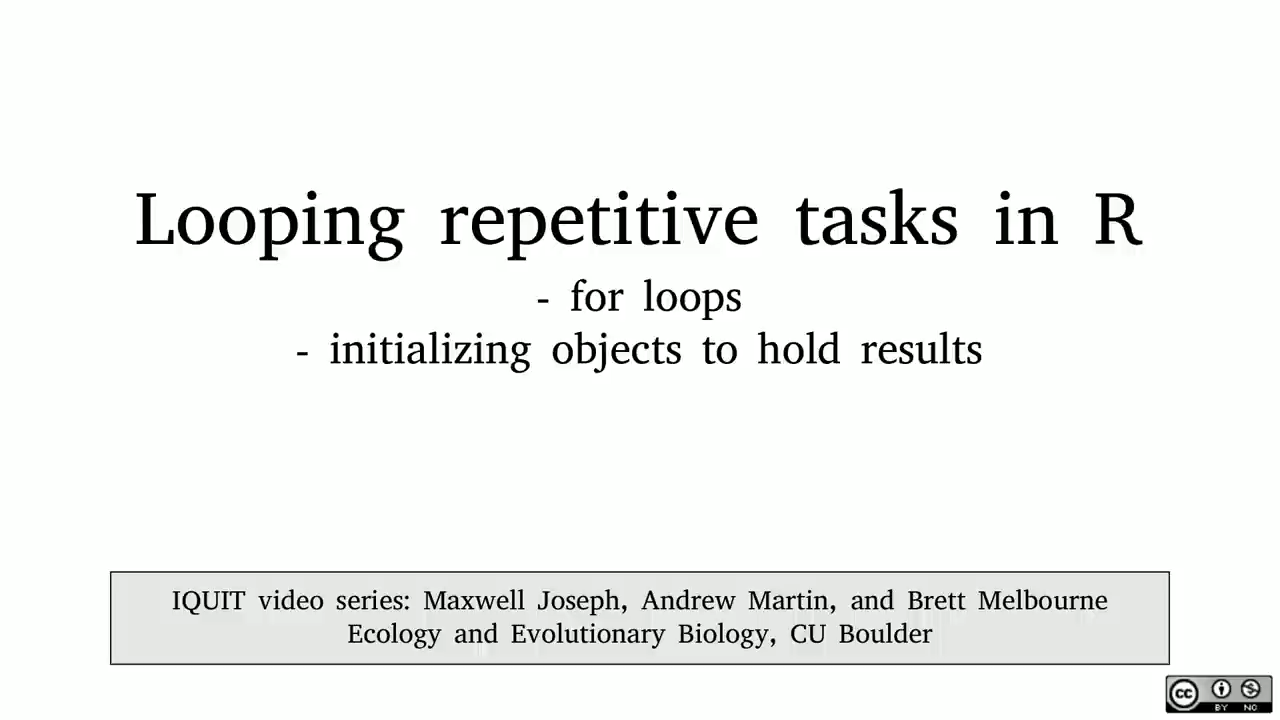 Looping repetitive tasks in R
- for loops
- initializing objects to hold results
IQUIT video series: Maxwell Joseph, Andrew Martin, and Brett Melbourne
Ecology and Evolutionary Biology, CU Boulder
cc
BY NC